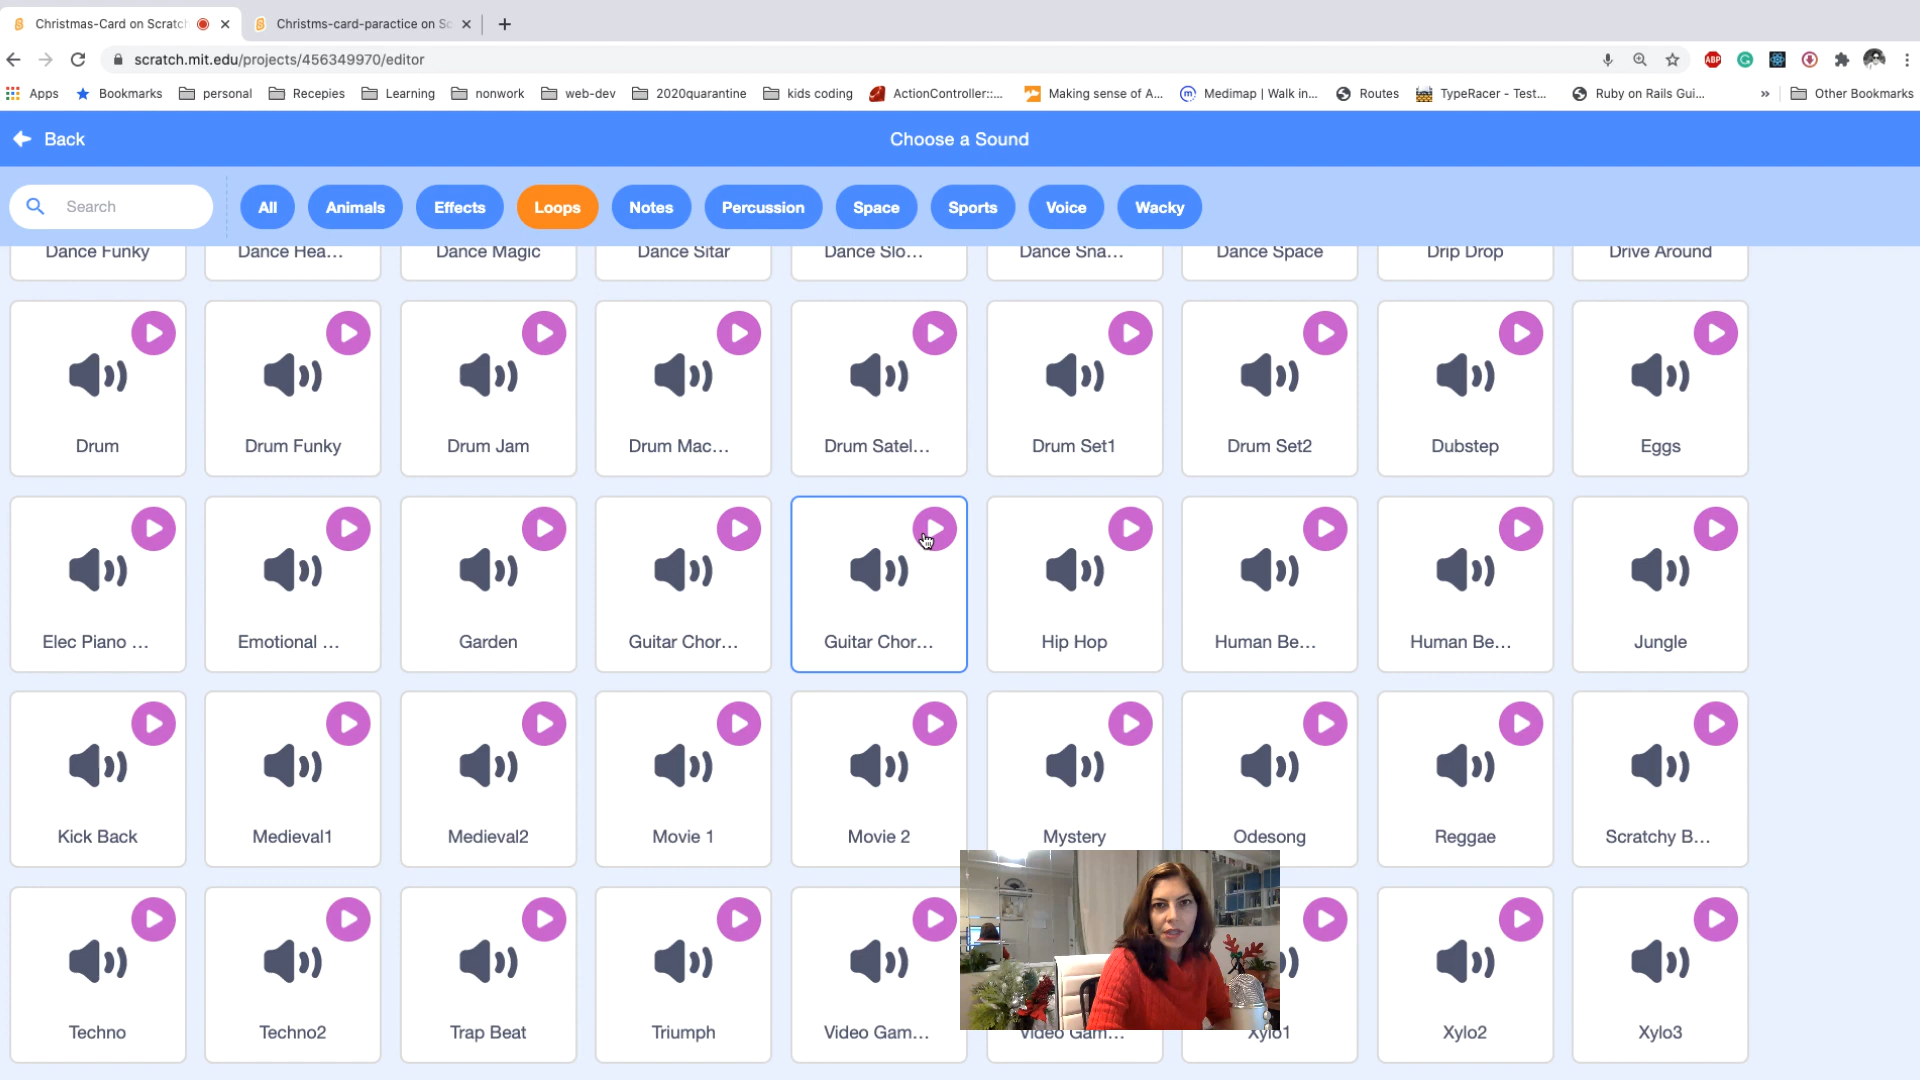 Christmas-Card on Scratch
Christms-card-paractice on Sc
scratch.mit.edu/projects/456349970/editor
ABP
Apps
Bookmarks
personal
Recepies
Learning
nonwork
web-dev
2020quarantine
kids coding
ActionController::...
Making sense of A...
Medimap | Walk in...
Routes
TypeRacer - Test...
Ruby on Rails Gui...
»
Other Bookmarks
Back
Choose a Sound
Search
All
Animals
Effects
Loops
Notes
Percussion
Space
Sports
Voice
Wacky
Dance Funky
Dance Hea...
Dance Magic
Dance Sitar
Dance Slo...
Dance Sna...
Dance Space
Drip Drop
Drive Around
Drum
Drum Funky
Drum Jam
Drum Mac...
Drum Satel...
Drum Set1
Drum Set2
Dubstep
Eggs
Elec Piano ...
Emotional ...
Garden
Guitar Chor...
Guitar Chor...
Hip Hop
Human Be...
Human Be...
Jungle
Kick Back
Medieval1
Medieval2
Movie 1
Movie 2
Mystery
Odesong
Reggae
Scratchy B...
Techno
Techno2
Trap Beat
Triumph
Video Gam...
Video Gam...
Xylo1
Xylo2
Xylo3